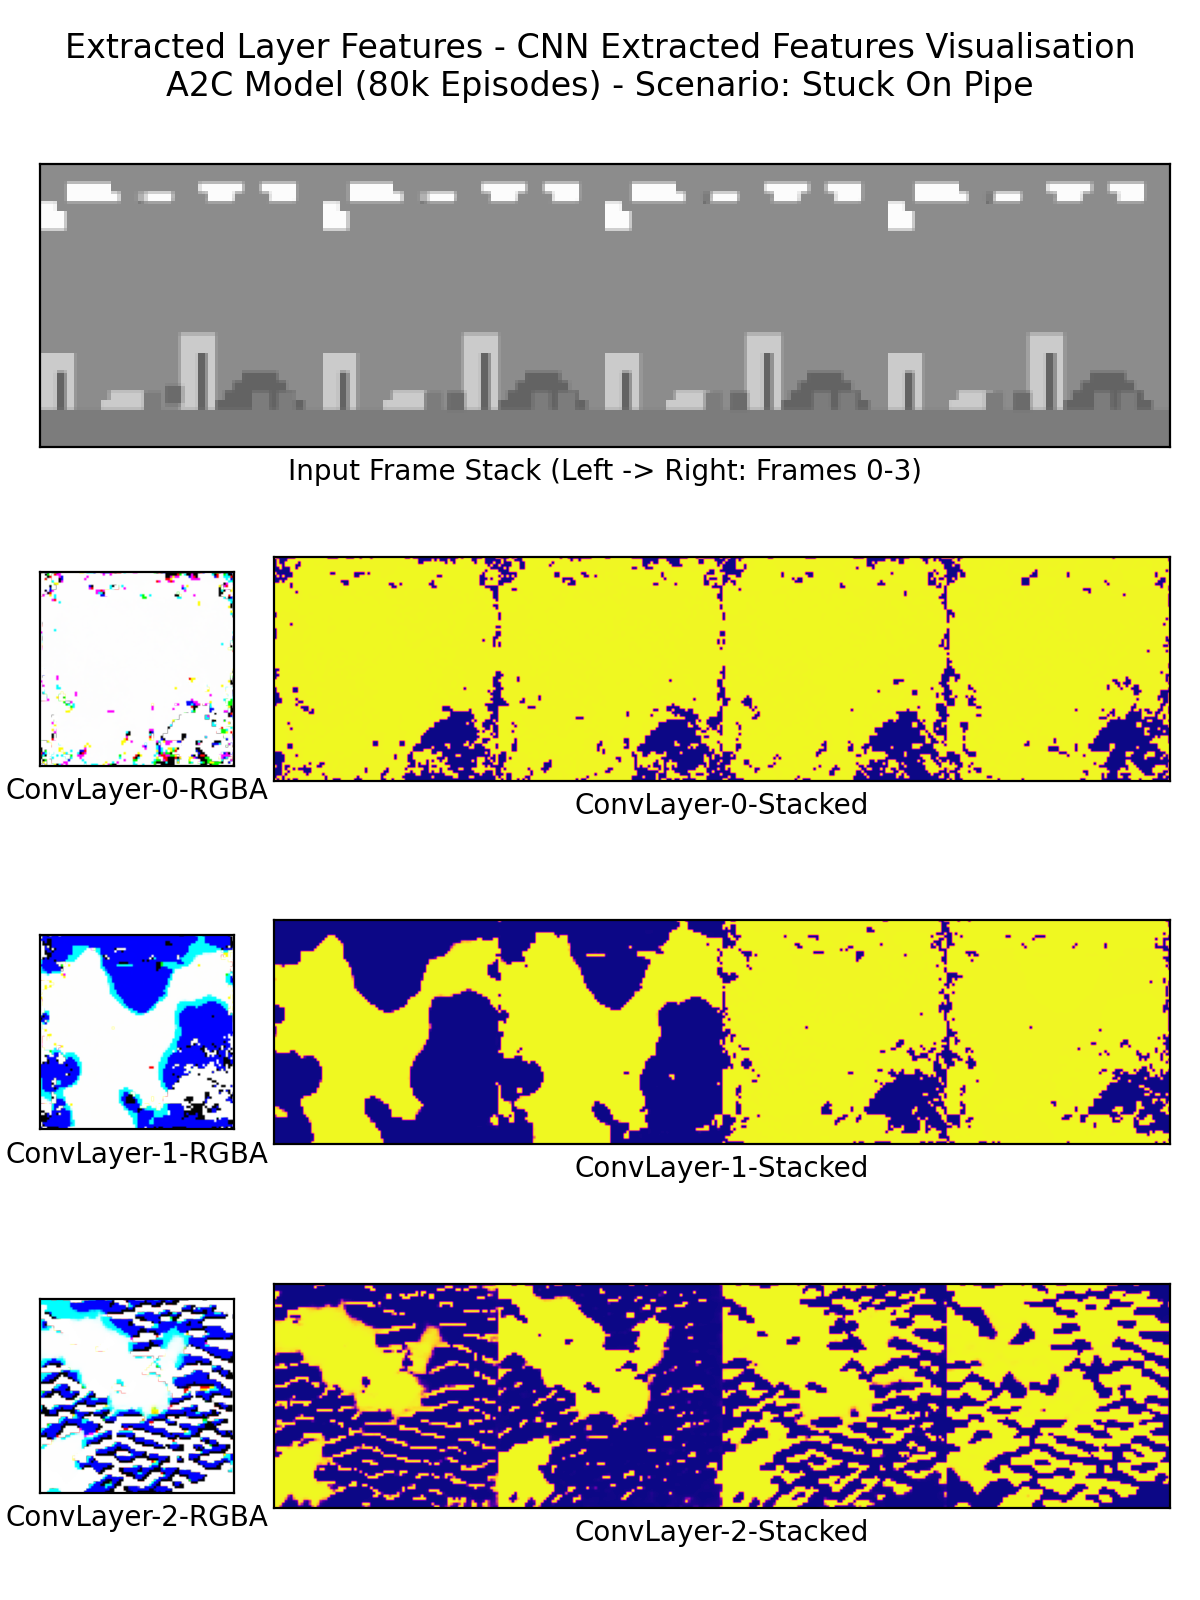 Extracted Layer Features - CNN Extracted Features Visualisation
A2C Model (80k Episodes) - Scenario: Stuck On Pipe
Input Frame Stack (Left -> Right: Frames 0-3)
ConvLayer-0-RGBA
ConvLayer-0-Stacked
ConvLayer-1-RGBA
ConvLayer-1-Stacked
ConvLayer-2-RGBA
ConvLayer-2-Stacked